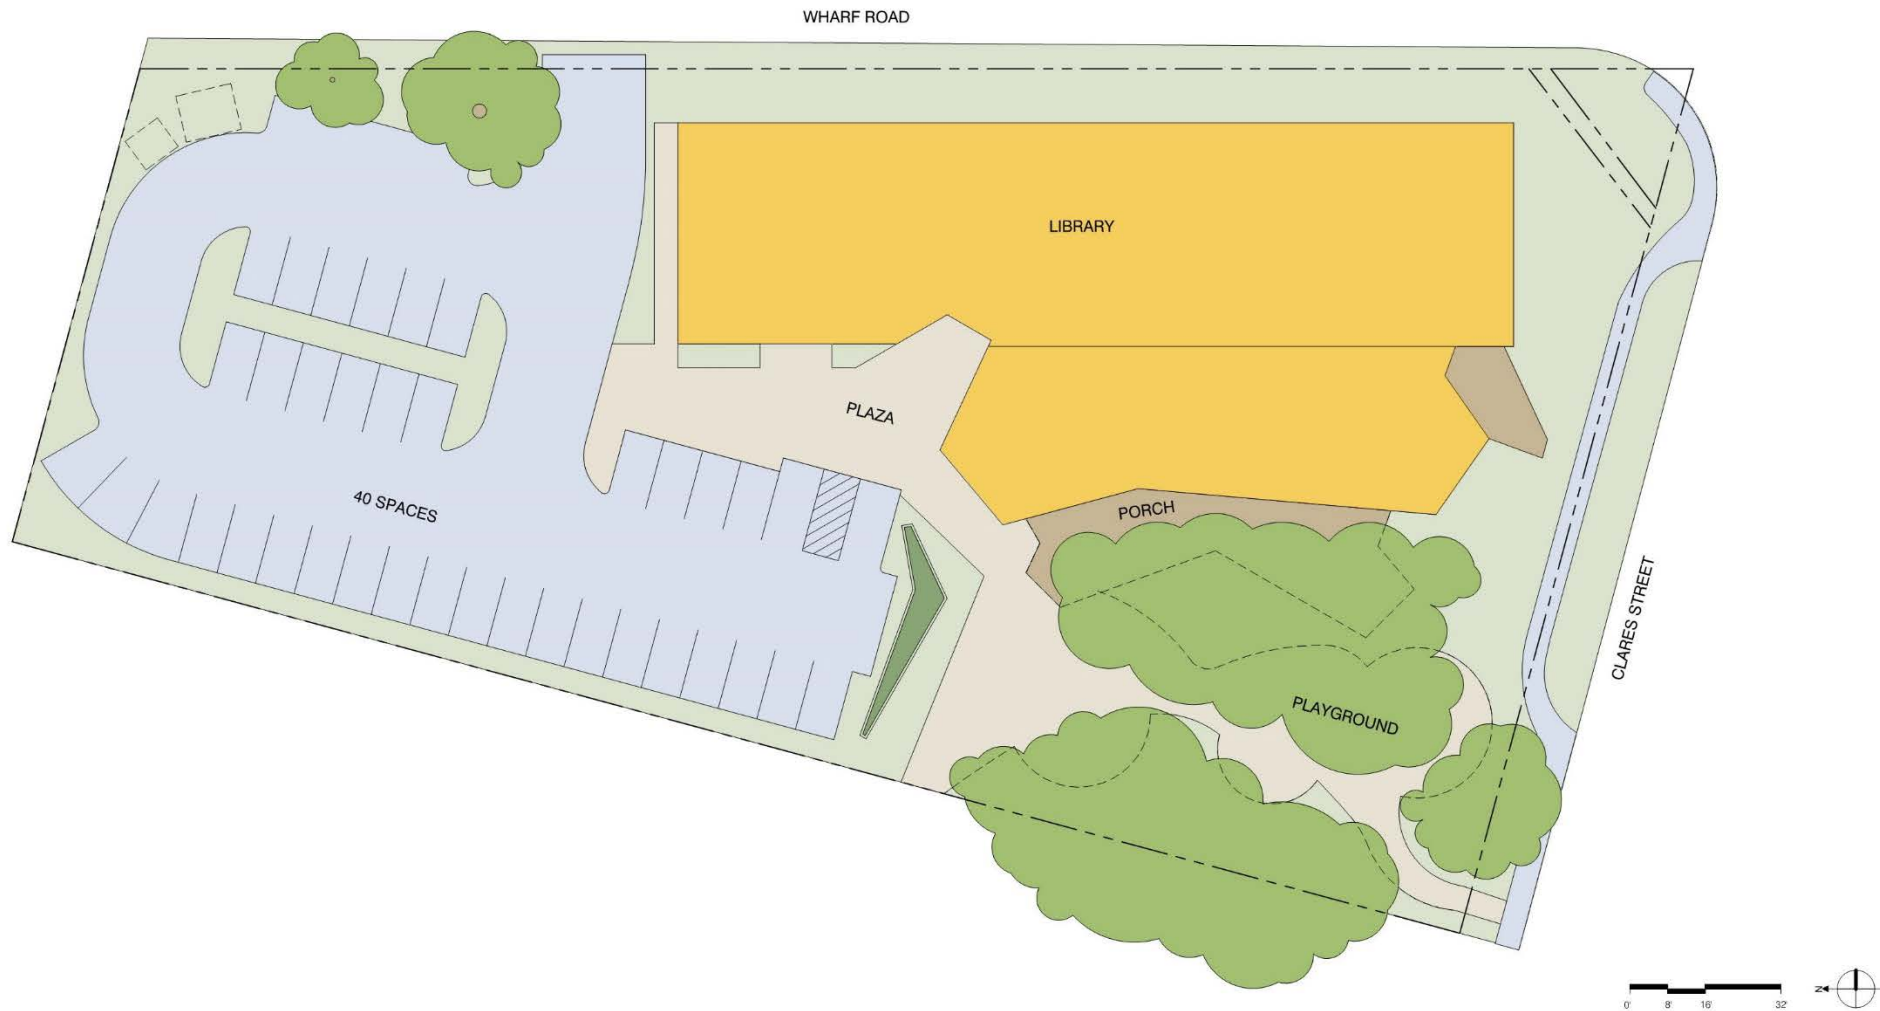 WHARF ROAD
LIBRARY
PLAZA
40 SPACES
PORCH
CLARES STREET
PLAYGROUND
0' 8' 16' 32'
N